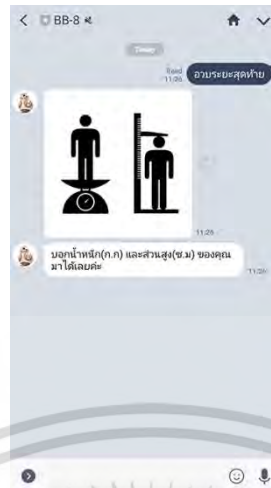 BB-8
Today
Read
11:26
อวบระยะสุดท้าย
11:26
บอกน้ำหนัก(ก.ก) และส่วนสูง(ซ.ม) ของคุณ
มาได้เลยค่ะ
11:26